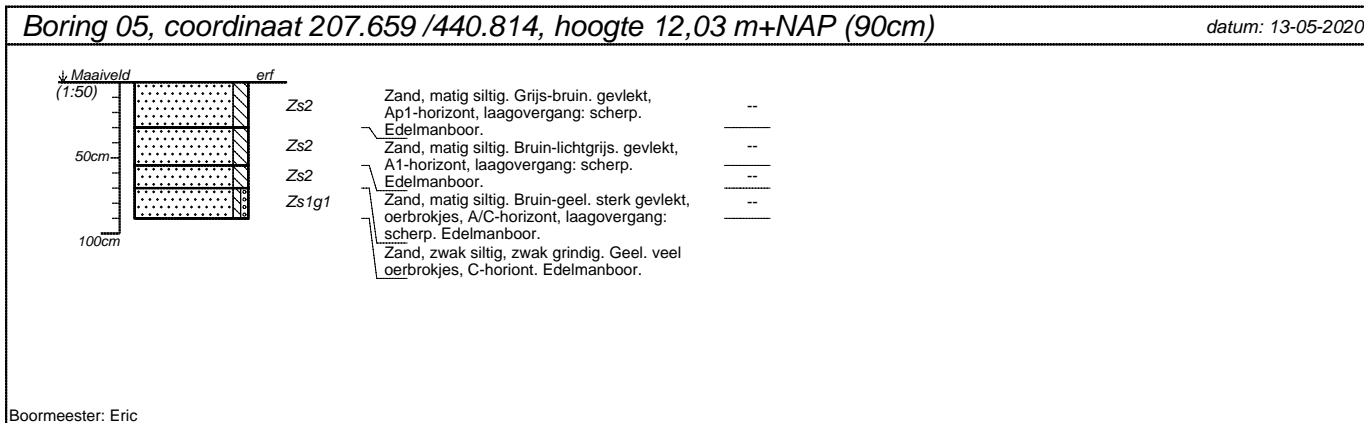 Boring 05, coordinaat 207.659 /440.814, hoogte 12,03 m+NAP (90cm)
datum: 13-05-2020
Maaiveld
erf
(1:50)
50cm
100cm
Zs2
Zand, matig siltig. Grijs-bruin. gevlekt,
Ap1-horizont, laagovergang: scherp.
Edelmanboor.
--
Zs2
Zand, matig siltig. Bruin-lichtgrijs. gevlekt,
A1-horizont, laagovergang: scherp.
Edelmanboor.
--
Zs2
Zand, matig siltig. Bruin-geel. sterk gevlekt,
oerbrokjes, A/C-horizont, laagovergang:
scherp. Edelmanboor.
--
Zs1g1
Zand, zwak siltig, zwak grindig. Geel. veel
oerbrokjes, C-horiont. Edelmanboor.
--
Boormeester: Eric